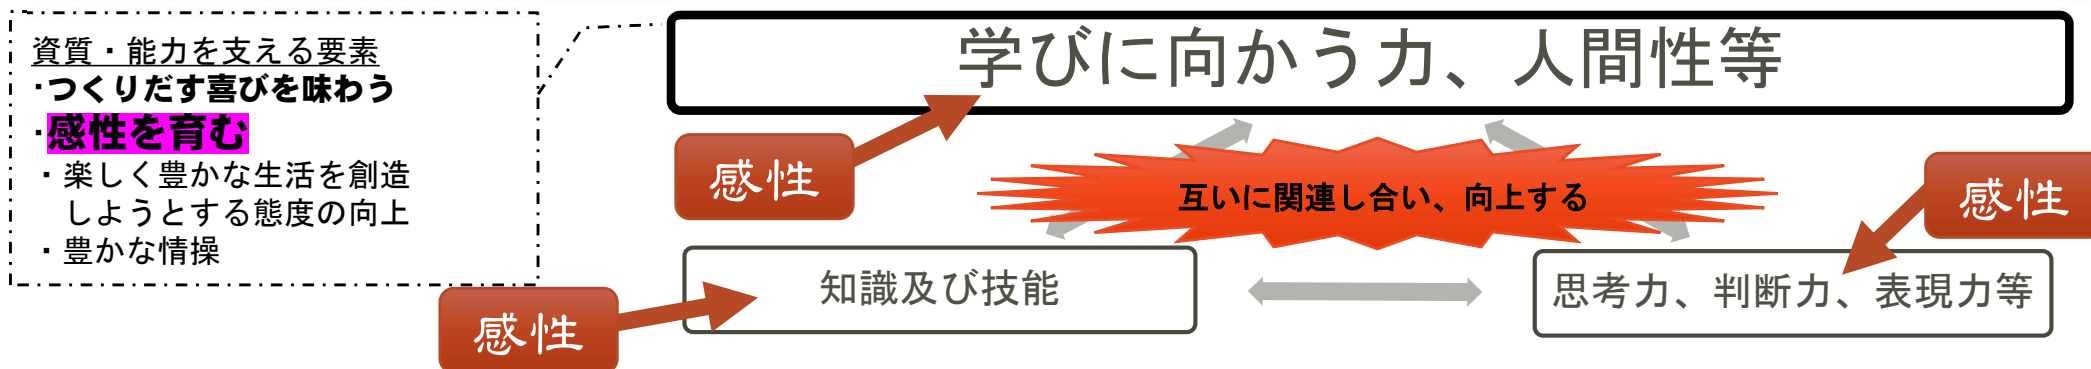 資質・能力を支える要素
・つくりだす喜びを味わう
・感性を育む
・楽しく豊かな生活を創造
しようとする態度の向上
・豊かな情操
学びに向かう力、人間性等
感性
互いに関連し合い、向上する
感性
知識及び技能
思考力、判断力、表現力等
感性